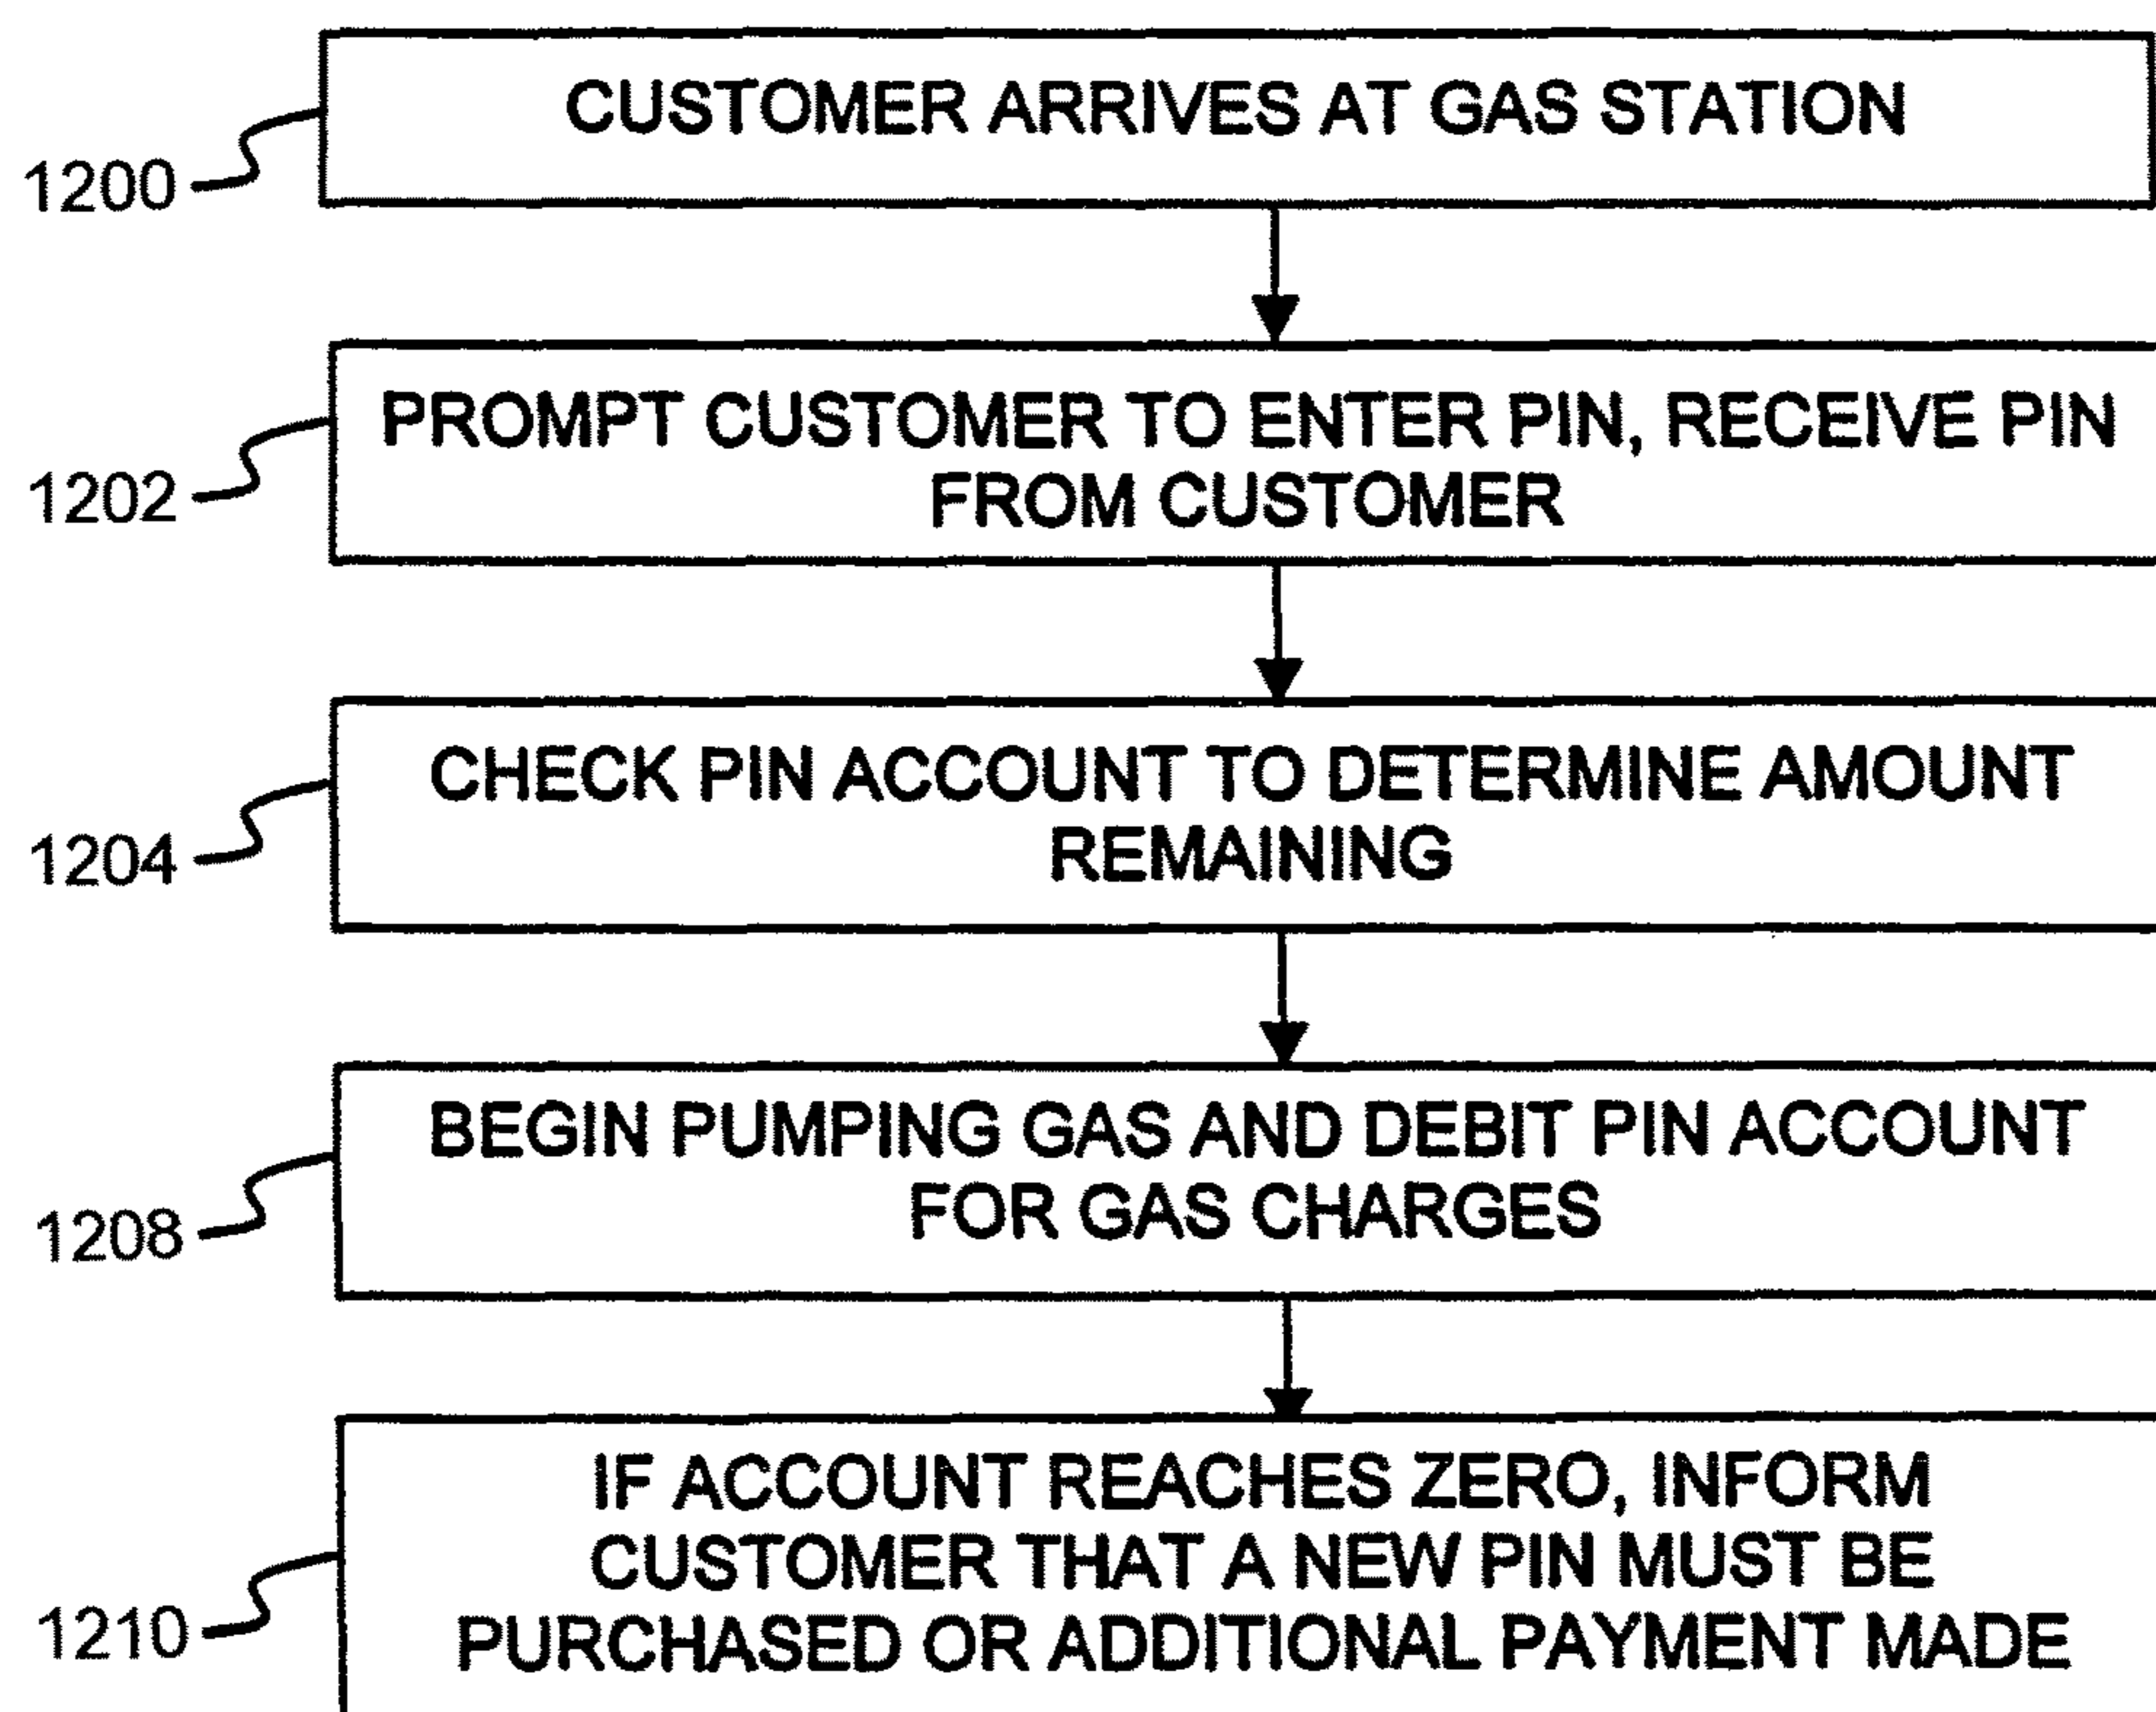 CUSTOMER ARRIVES AT GAS STATION
1200
PROMPT CUSTOMER TO ENTER PIN, RECEIVE PIN
FROM CUSTOMER
1202
CHECK PIN ACCOUNT TO DETERMINE AMOUNT
REMAINING
1204
BEGIN PUMPING GAS AND DEBIT PIN ACCOUNT
FOR GAS CHARGES
1208
IF ACCOUNT REACHES ZERO, INFORM
CUSTOMER THAT A NEW PIN MUST BE
PURCHASED OR ADDITIONAL PAYMENT MADE
1210